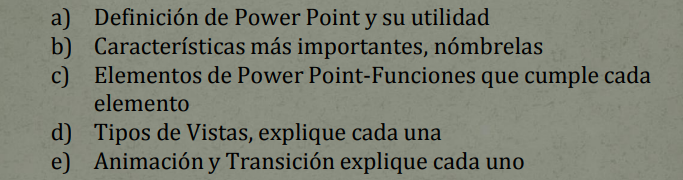 a) Definición de Power Point y su utilidad
b) Características más importantes, nómbrelas
c) Elementos de Power Point-Funciones que cumple cada
elemento
d) Tipos de Vistas, explique cada una
e) Animación y Transición explique cada uno